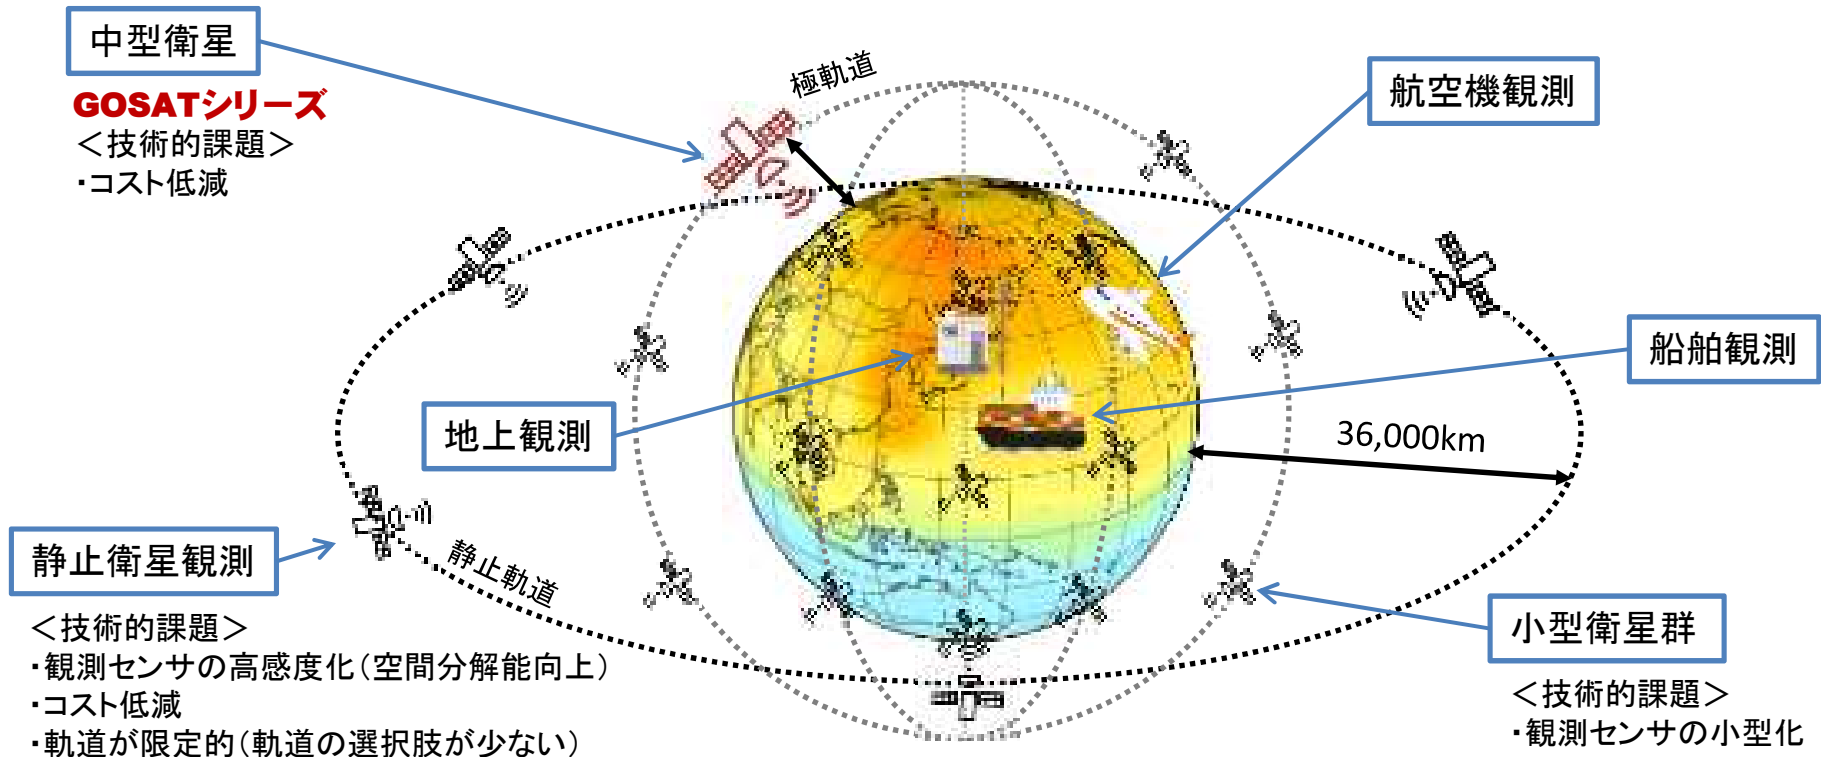 中型衛星
GOSATシリーズ
＜技術的課題＞
・コスト低減
極軌道
航空機観測
船舶観測
地上観測
36,000km
静止衛星観測
静止軌道
＜技術的課題＞
・観測センサの高感度化（空間分解能向上）
・コスト低減
・軌道が限定的（軌道の選択肢が少ない）
小型衛星群
＜技術的課題＞
・観測センサの小型化